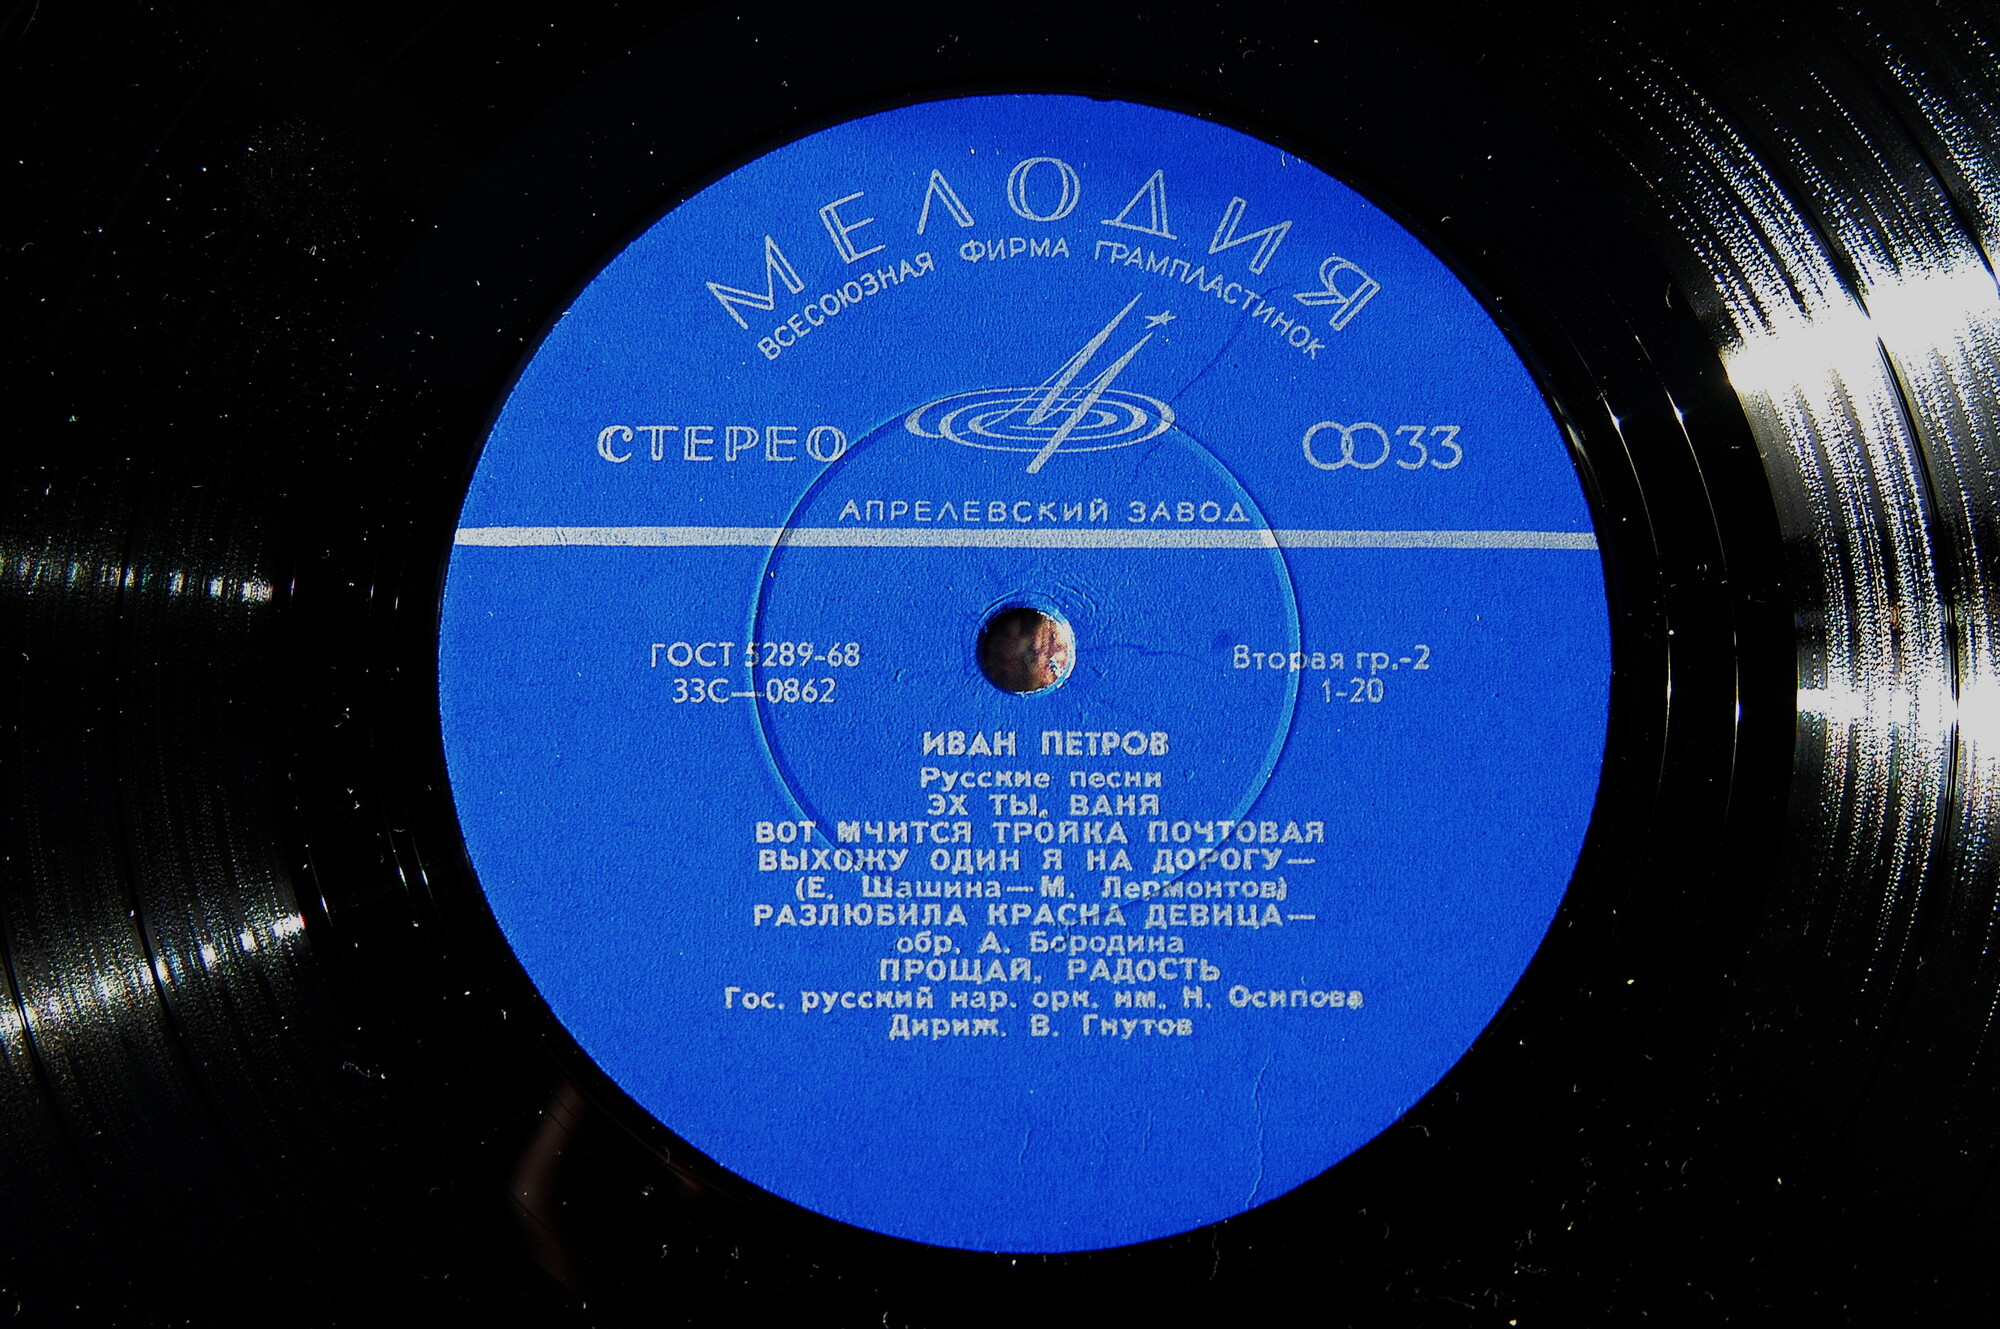 МЕЛОДИЯ
ВСЕСОЮЗНАЯ ФИРМА ГРАМПЛАСТИНОК
СТЕРЕО
33
АПРЕЛЕВСКИЙ ЗАВОД
ГОСТ 5289-68
33С—0862
Вторая гр.-2
1-20
ИВАН ПЕТРОВ
Русские песни
ЭХ ТЫ, ВАНЯ
ВОТ МЧИТСЯ ТРОЙКА ПОЧТОВАЯ
ВЫХОЖУ ОДИН Я НА ДОРОГУ—
(Е. Шашина—М. Лермонтов)
РАЗЛЮБИЛА КРАСНА ДЕВИЦА—
обр. А. Бородина
ПРОЩАЙ, РАДОСТЬ
Гос. русский нар. орк. им. Н. Осипова
Дириж. В. Гнутов